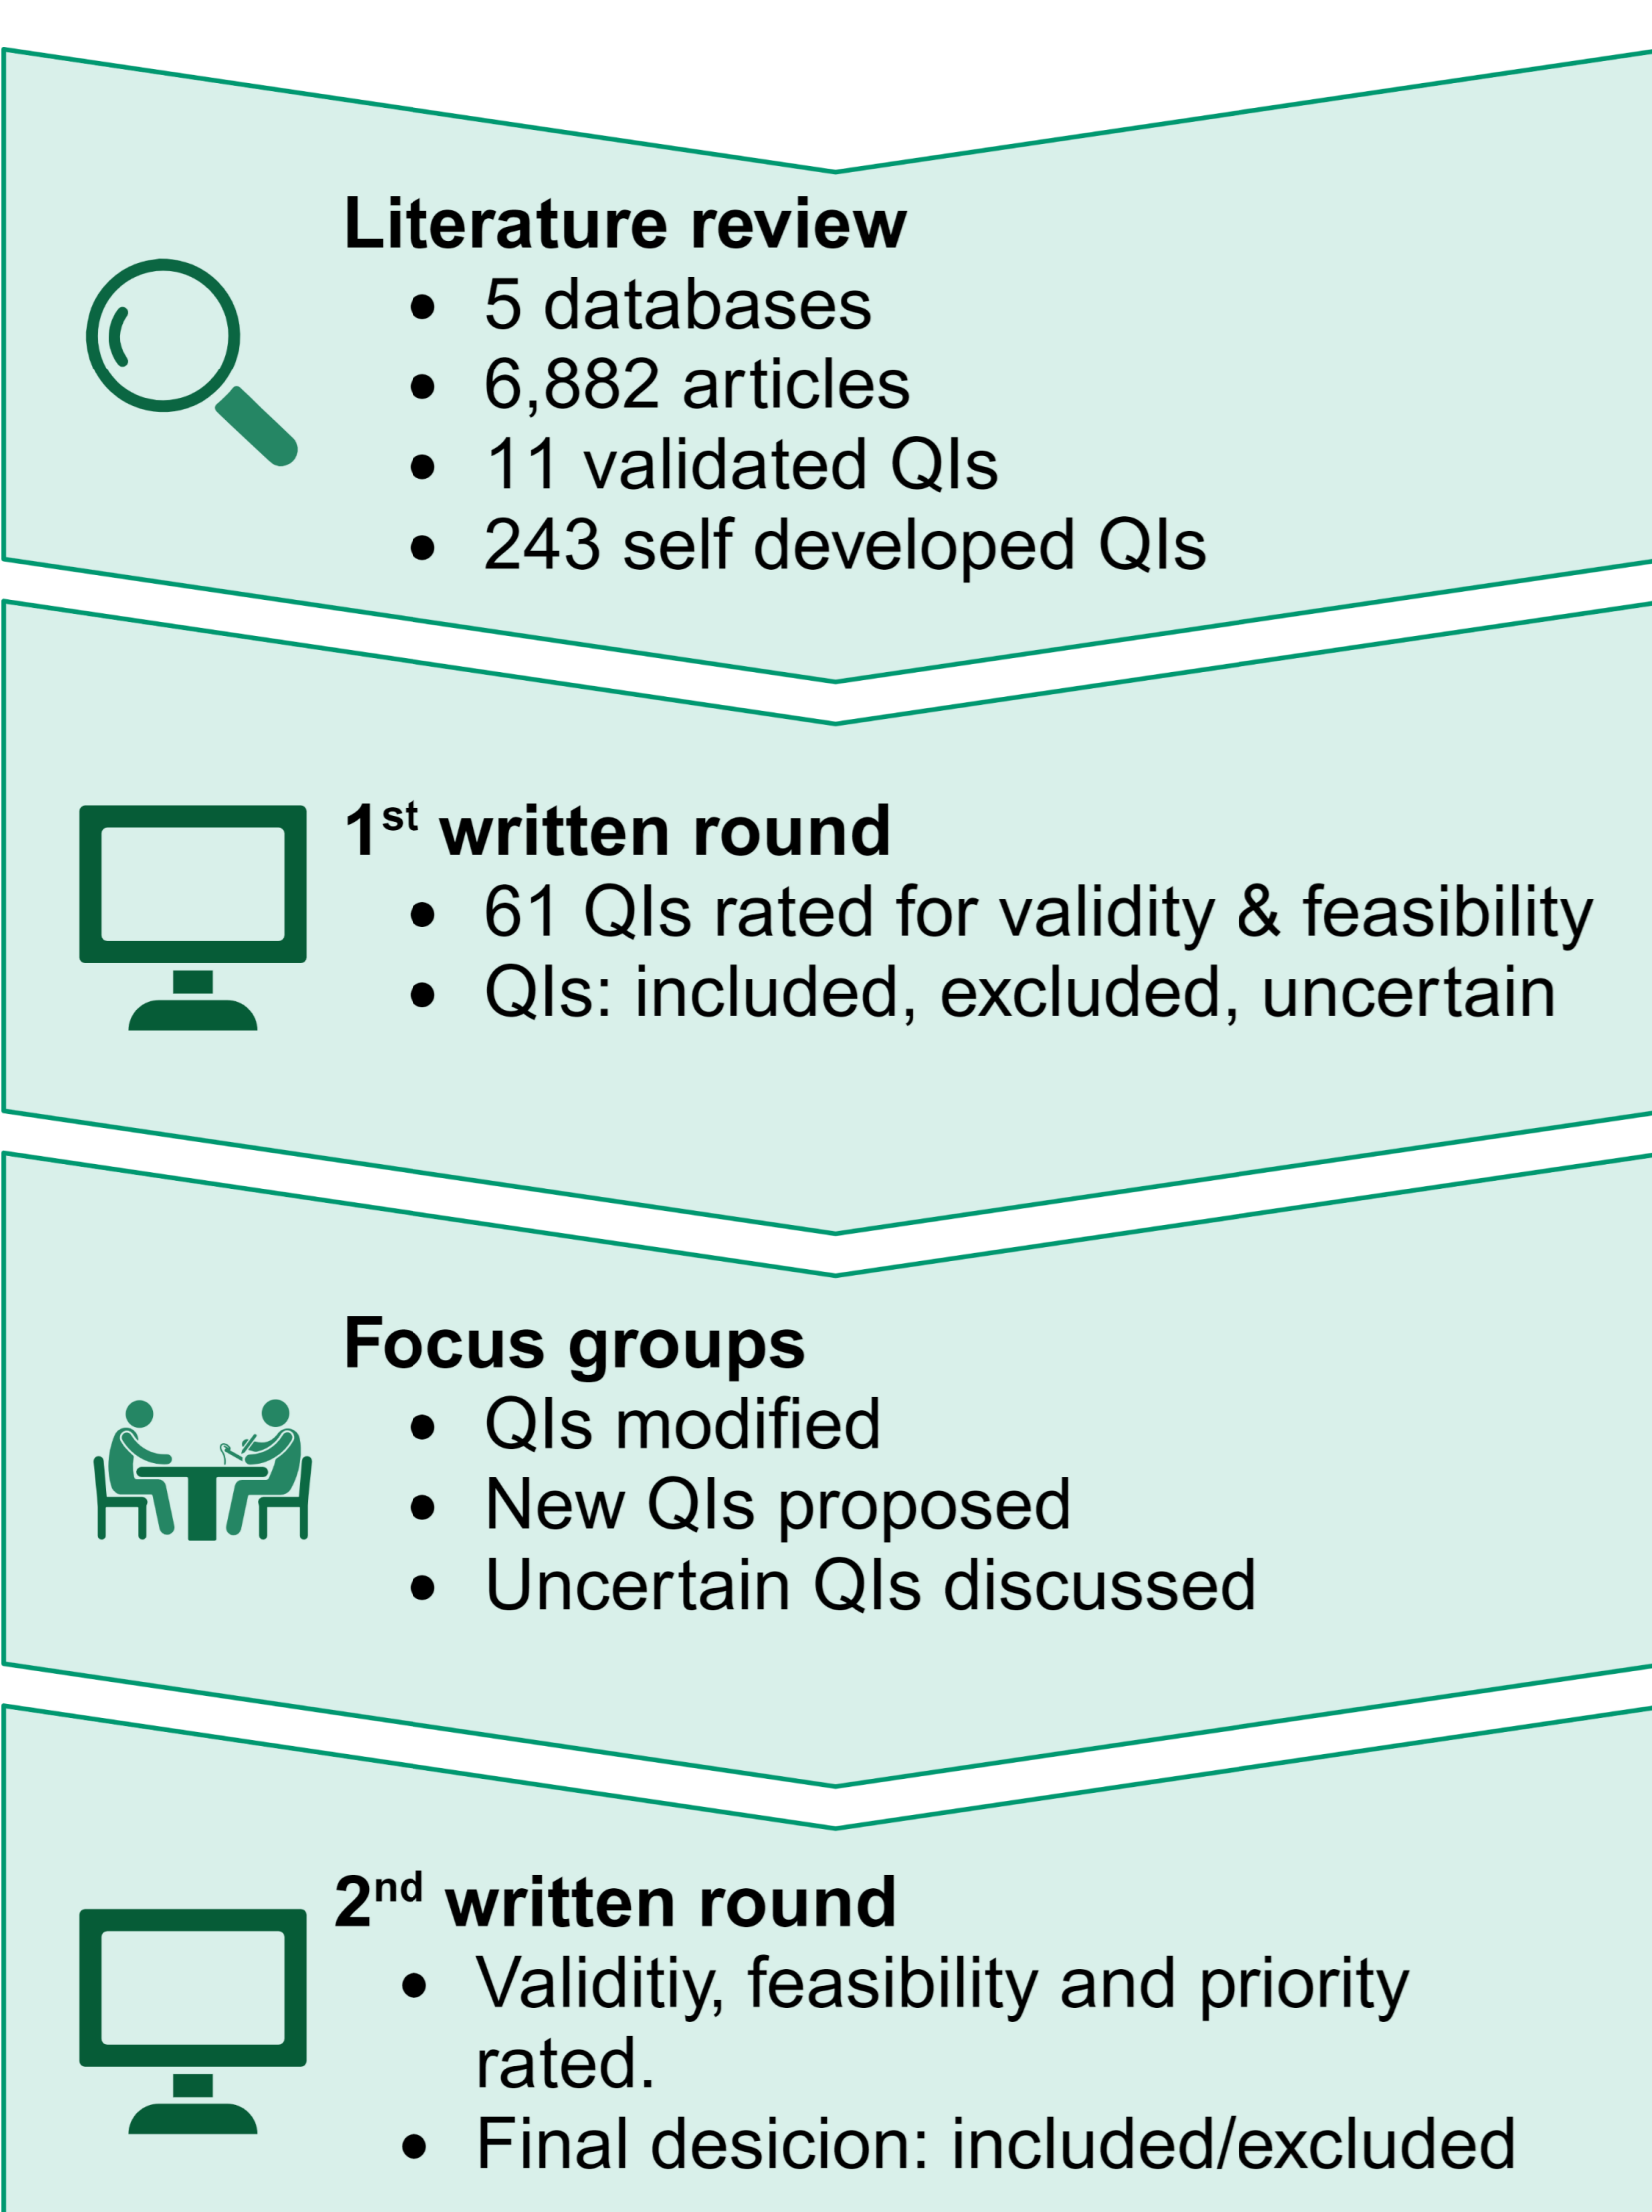 Literature review
• 5 databases
• 6,882 articles
• 11 validated QIs
• 243 self developed QIs
1st written round
• 61 QIs rated for validity & feasibility
• QIs: included, excluded, uncertain
Focus groups
• QIs modified
• New QIs proposed
• Uncertain QIs discussed
2nd written round
• Validitiy, feasibility and priority
rated.
• Final desicion: included/excluded